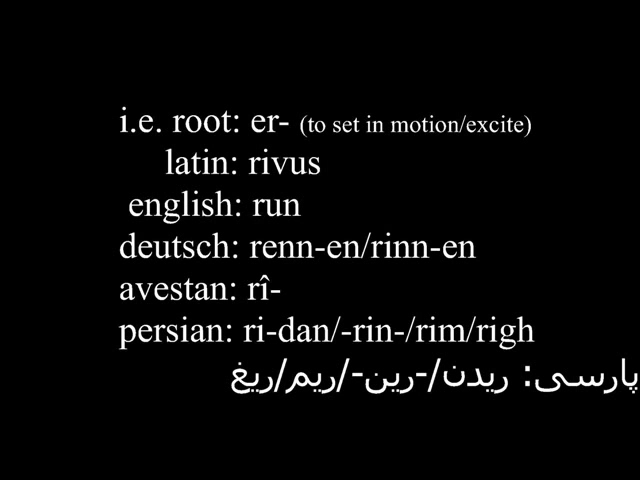 i.e. root: er- (to set in motion/excite)
latin: rivus
english: run
deutsch: renn-en/rinn-en
avestan: rî-
persian: ri-dan/-rin-/rim/righ
پارسی: ریدن/-رین-/ریم/ریغ